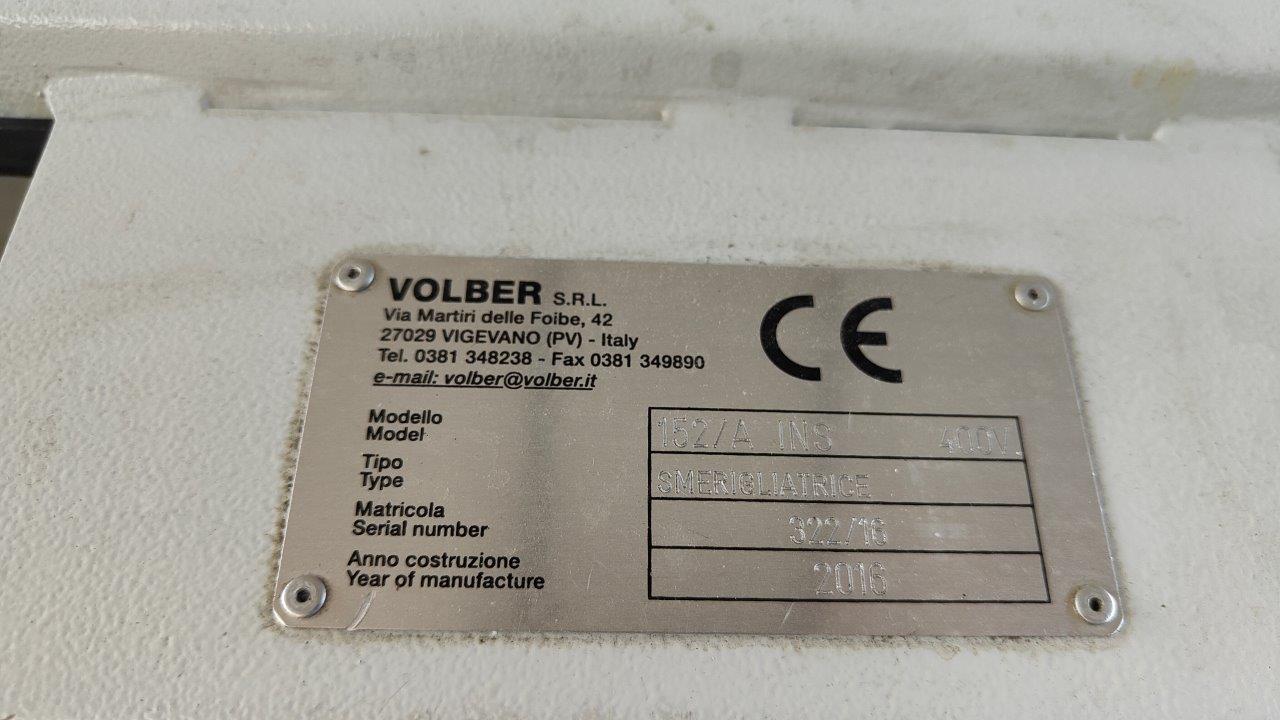 VOLBER S.R.L.
Via Martiri delle Foibe, 42
27029 VIGEVANO (PV) - Italy
Tel. 0381 348238 - Fax 0381 349890
e-mail: volber@volber.it
CE
Modello
Model
152/A INS 400V.
Tipo
Type
SMERIGLIATRICE
Matricola
Serial number
322/16
Anno costruzione
Year of manufacture
2016